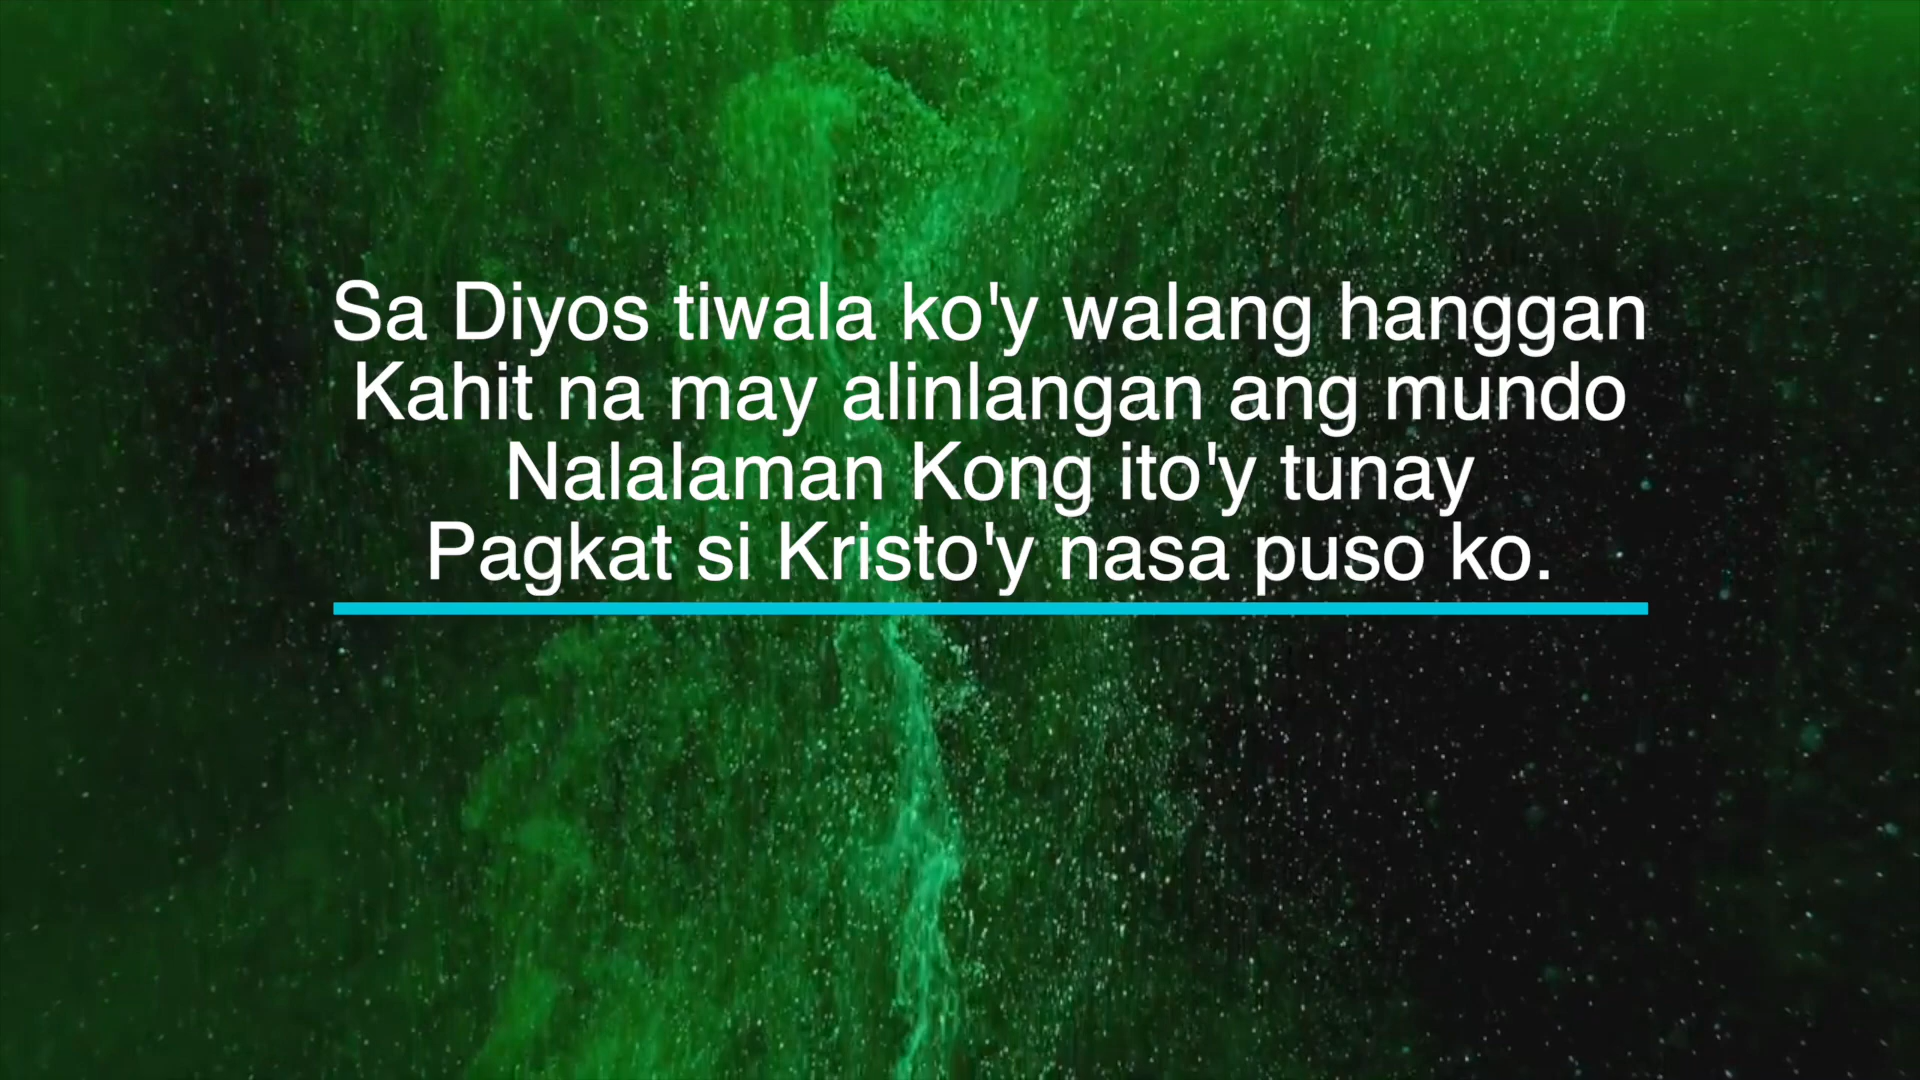 Sa Diyos tiwala ko'y walang hanggan
Kahit na may alinlangan ang mundo
Nalalaman Kong ito'y tunay
Pagkat si Kristo'y nasa puso ko.